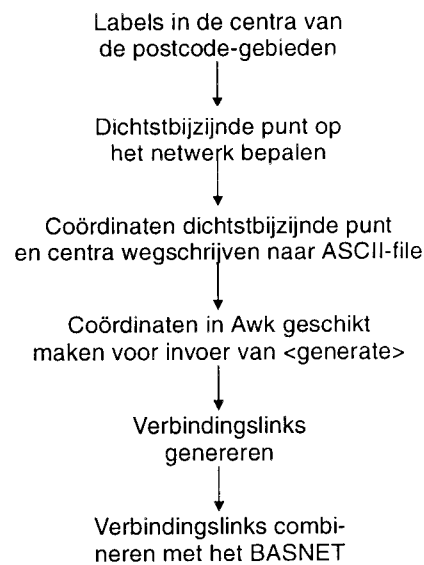 Labels in de centra van
de postcode-gebieden
Dichtstbijzijnde punt op
het netwerk bepalen
Coördinaten dichtstbijzijnde punt
en centra wegschrijven naar ASCII-file
Coördinaten in Awk geschikt
maken voor invoer van <generate>
Verbindingslinks
genereren
Verbindingslinks combi-
neren met het BASNET